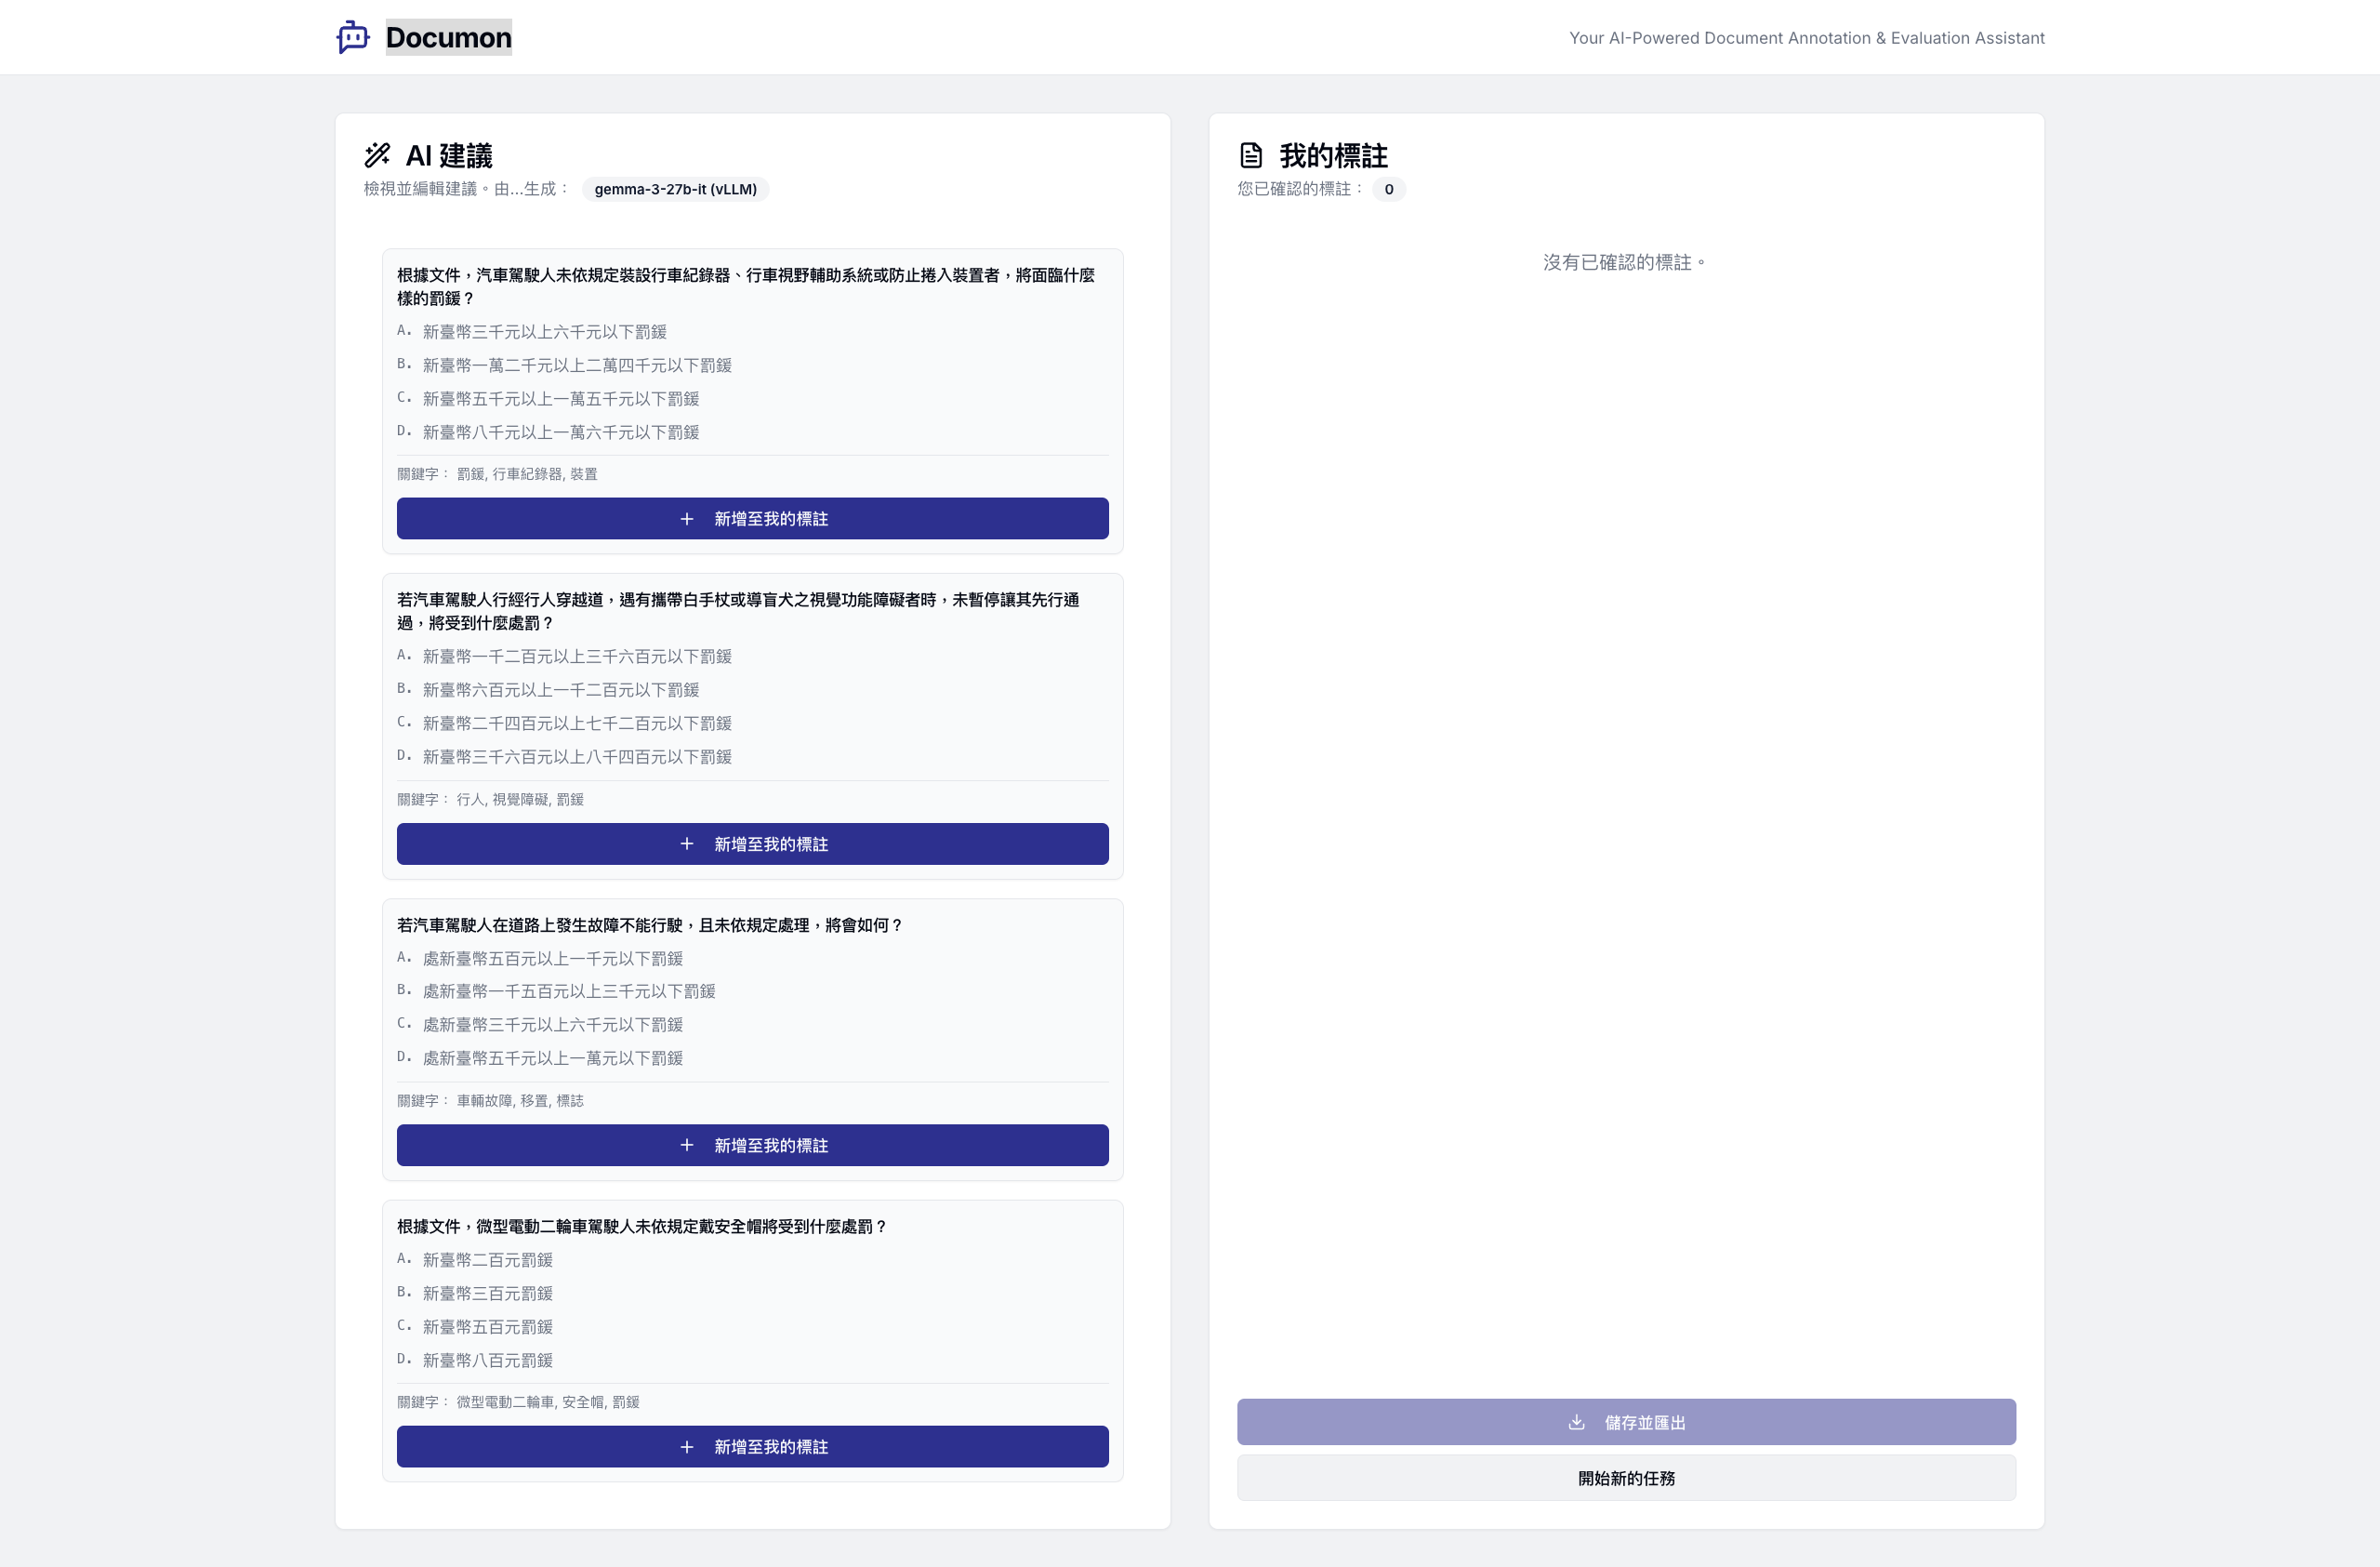 Documon
Your AI-Powered Document Annotation & Evaluation Assistant
AI 建議
檢視並編輯建議。由...生成： gemma-3-27b-it (vLLM)
根據文件，汽車駕駛人未依規定裝設行車紀錄器、行車視野輔助系統或防止捲入裝置者，將面臨什麼
樣的罰鍰？
A. 新臺幣三千元以上六千元以下罰鍰
B. 新臺幣一萬二千元以上二萬四千元以下罰鍰
C. 新臺幣五千元以上一萬五千元以下罰鍰
D. 新臺幣八千元以上一萬六千元以下罰鍰
關鍵字： 罰鍰, 行車紀錄器, 裝置
+ 新增至我的標註
若汽車駕駛人行經行人穿越道，遇有攜帶白手杖或導盲犬之視覺功能障礙者時，未暫停讓其先行通
過，將受到什麼處罰？
A. 新臺幣一千二百元以上三千六百元以下罰鍰
B. 新臺幣六百元以上一千二百元以下罰鍰
C. 新臺幣二千四百元以上七千二百元以下罰鍰
D. 新臺幣三千六百元以上八千四百元以下罰鍰
關鍵字： 行人, 視覺障礙, 罰鍰
+ 新增至我的標註
若汽車駕駛人在道路上發生故障不能行駛，且未依規定處理，將會如何？
A. 處新臺幣五百元以上一千元以下罰鍰
B. 處新臺幣一千五百元以上三千元以下罰鍰
C. 處新臺幣三千元以上六千元以下罰鍰
D. 處新臺幣五千元以上一萬元以下罰鍰
關鍵字： 車輛故障, 移置, 標誌
+ 新增至我的標註
根據文件，微型電動二輪車駕駛人未依規定戴安全帽將受到什麼處罰？
A. 新臺幣二百元罰鍰
B. 新臺幣三百元罰鍰
C. 新臺幣五百元罰鍰
D. 新臺幣八百元罰鍰
關鍵字： 微型電動二輪車, 安全帽, 罰鍰
+ 新增至我的標註
我的標註
您已確認的標註： 0
沒有已確認的標註。
儲存並匯出
開始新的任務